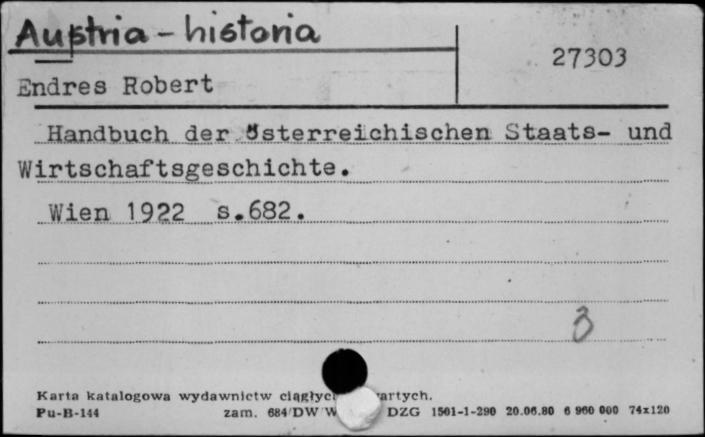 Austria - historia
27303
Endres Robert
Handbuch der österreichischen Staats- und
Wirtschaftsgeschichte.
Wien 1922 s.682.
3
Karta katalogowa wydawnictw
Pu-B-144 zam. 684/DW DZG 1501-1-290 20.06.80 6 960 000 74x120